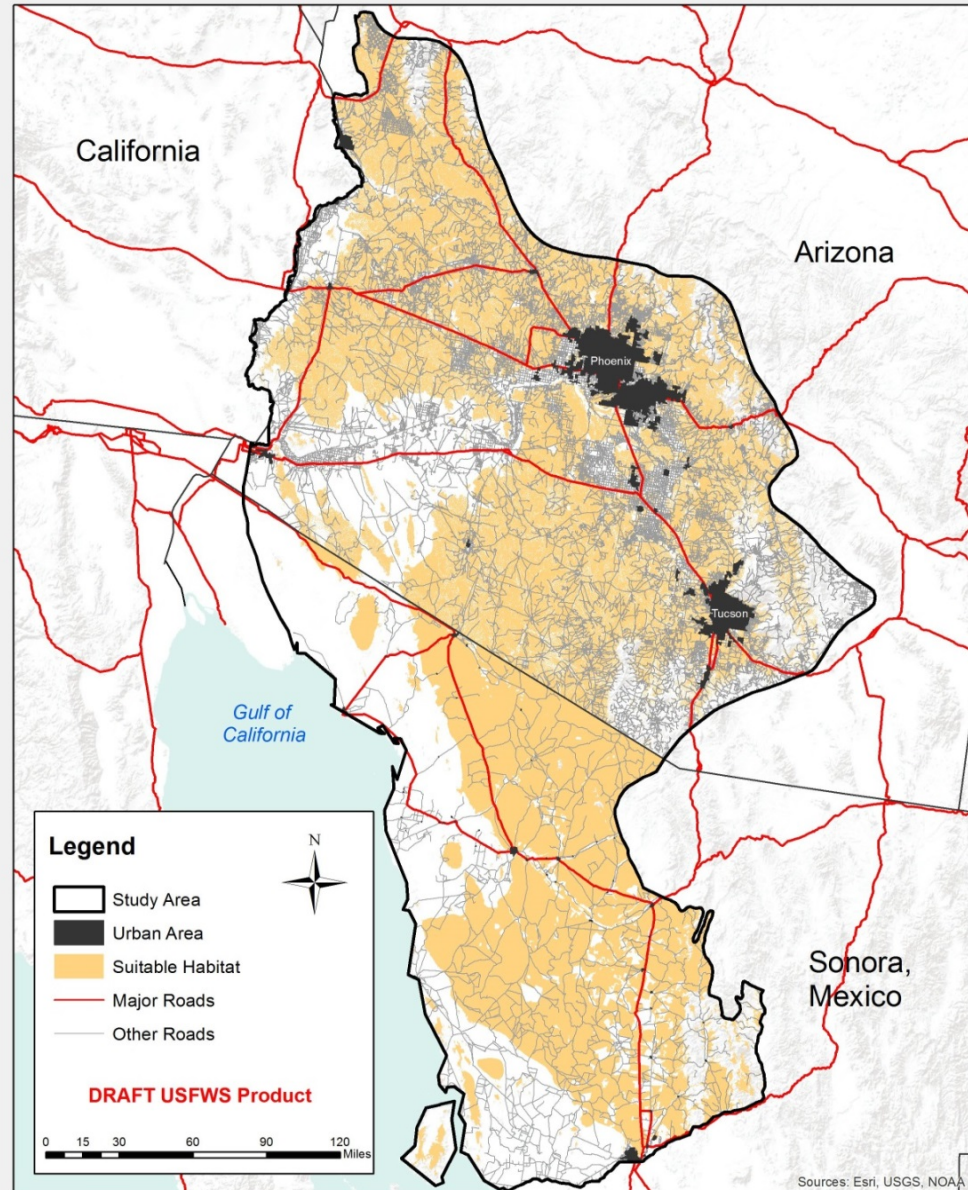 California
Arizona
Phoenix
Tucson
Gulf of
California
Legend
N
Study Area
Urban Area
Suitable Habitat
Major Roads
Other Roads
DRAFT USFWS Product
0 15 30 60 90 120
Miles
Sonora,
Mexico
Sources: Esri, USGS, NOAA